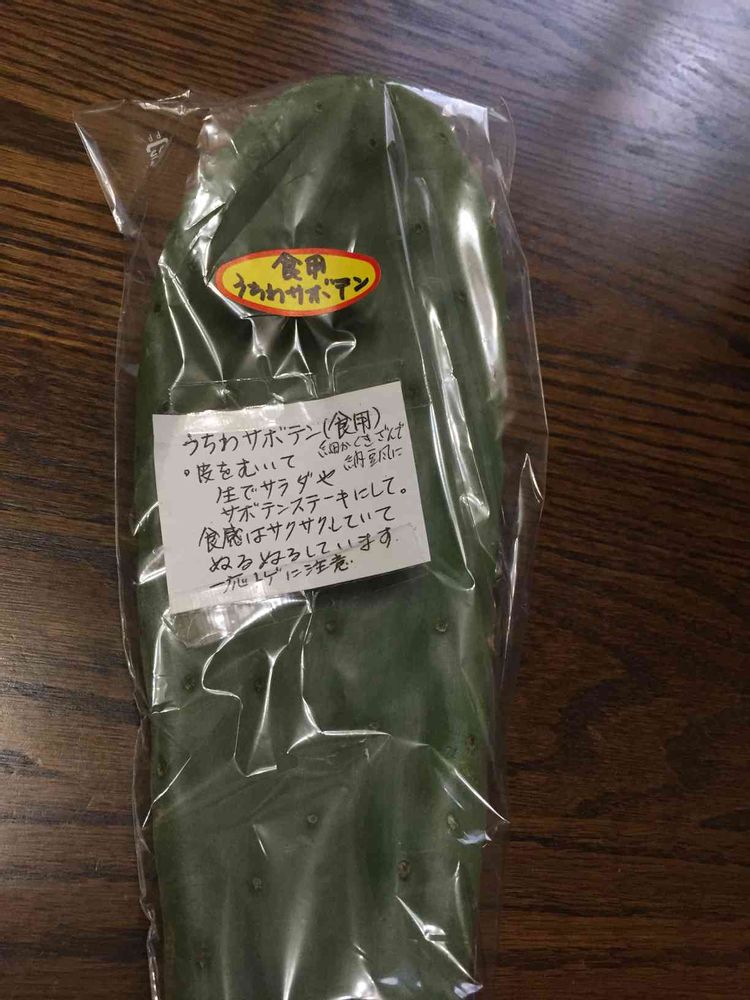 食用
うちわサボテン
うちわサボテン(食用)
細かくきざんで
納豆風に
・皮をむいて
生でサラダや
サボテンステーキにして。
食感はサクサクしていて
ぬるぬるしています.
一応トゲに注意.